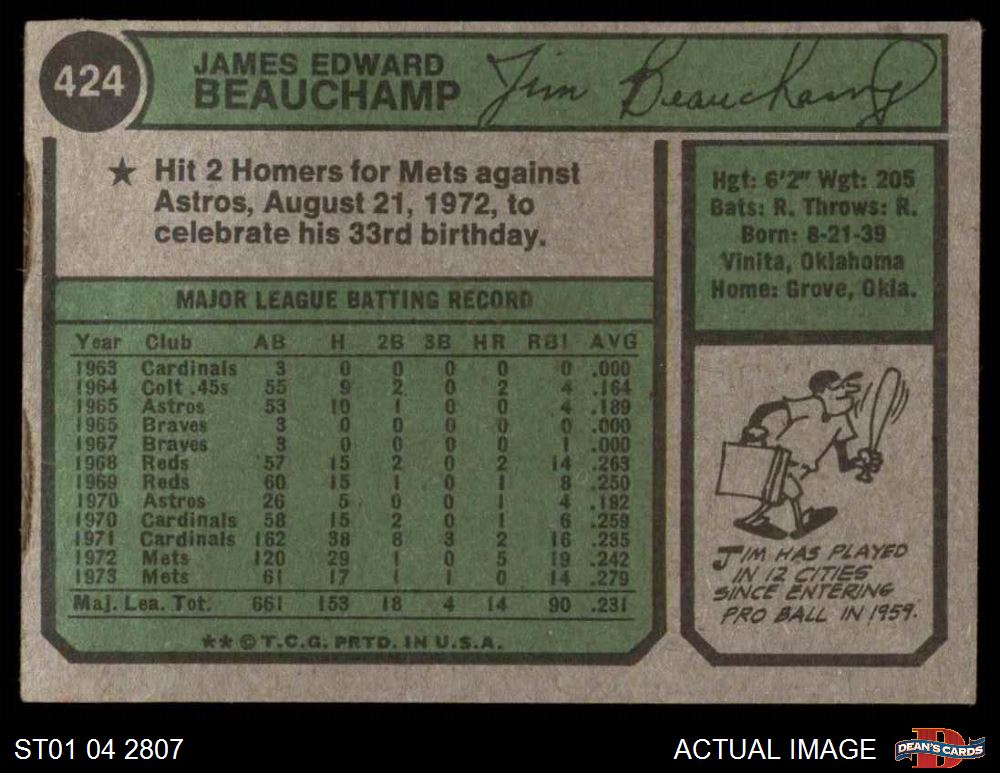 424
JAMES EDWARD
BEAUCHAMP
Jim Beauchamp
★ Hit 2 Homers for Mets against
Astros, August 21, 1972, to
celebrate his 33rd birthday.
Hgt: 6'2" Wgt: 205
Bats: R. Throws: R.
Born: 8-21-39
Vinita, Oklahoma
Home: Grove, Okla.
MAJOR LEAGUE BATTING RECORD
Year Club AB H 2B 3B HR RBI AVG
1963 Cardinals 3 0 0 0 0 0 .000
1964 Colt .45s 55 9 2 0 2 4 .164
1965 Astros 53 10 1 0 0 4 .189
1965 Braves 3 0 0 0 0 0 .000
1967 Braves 3 0 0 0 0 1 .000
1968 Reds 57 15 2 0 2 14 .263
1969 Reds 60 15 1 0 1 8 .250
1970 Astros 26 5 0 0 1 4 .192
1970 Cardinals 58 15 2 0 1 6 .259
1971 Cardinals 162 38 8 3 2 16 .235
1972 Mets 120 29 1 0 5 19 .242
1973 Mets 61 17 1 1 0 14 .279
Maj. Lea. Tot. 661 153 18 4 14 90 .231
**©T.C.G. PRTD. IN U.S.A.
JIM HAS PLAYED
IN 12 CITIES
SINCE ENTERING
PRO BALL IN 1959.
ST01 04 2807
ACTUAL IMAGE
D
DEAN'S CARDS